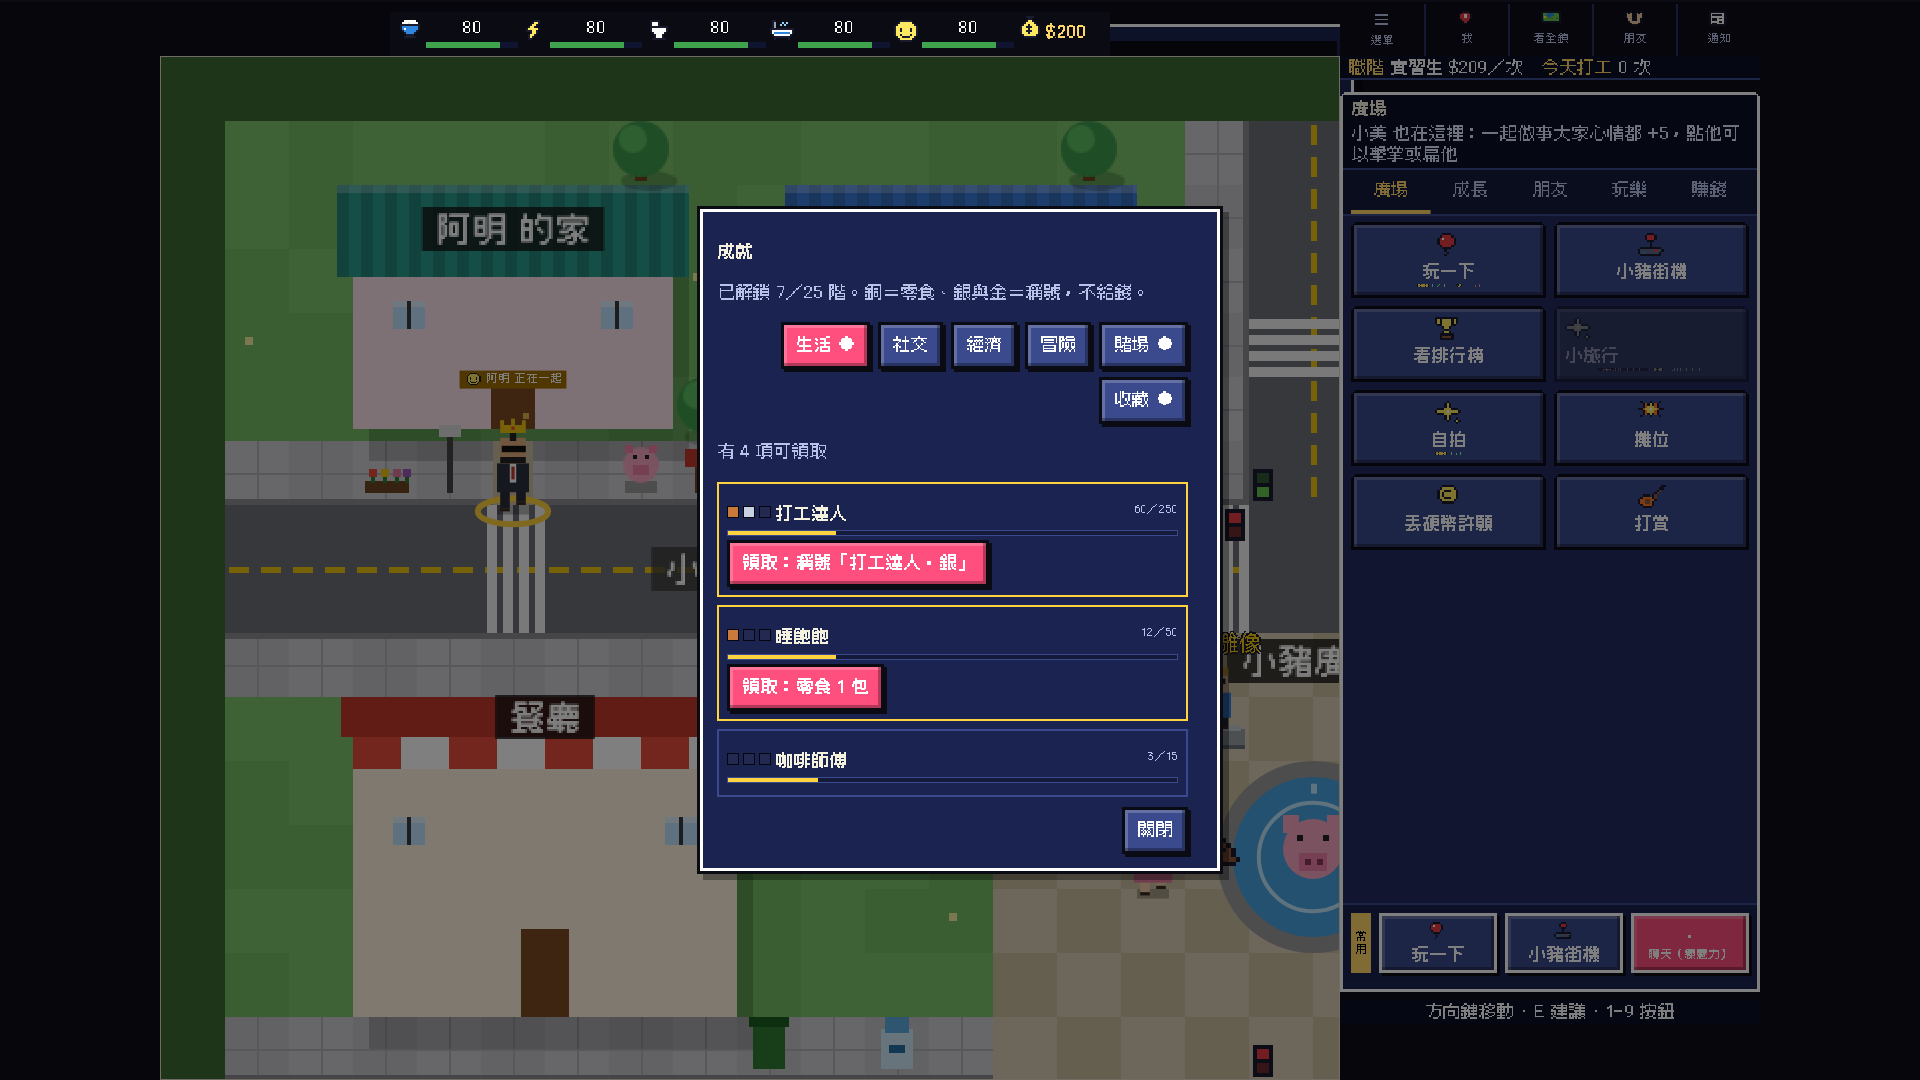 80
80
80
80
80
$200
選單
我
看全鎮
朋友
通知
職階 實習生 $209／次 今天打工 0 次
廣場
小美 也在這裡：一起做事大家心情都 +5，點他可
以擊掌或扁他
廣場
成長
朋友
玩樂
賺錢
玩一下
小豬街機
看排行榜
小旅行
自拍
攤位
丟硬幣許願
打賞
常用
玩一下
小豬街機
聊天（練魅力）
方向鍵移動 · E 建議 · 1-9 按鈕
阿明 的家
阿明 正在一起
餐廳
小
雕像
小豬廣
成就
已解鎖 7／25 階。銅＝零食、銀與金＝稱號，不給錢。
生活
社交
經濟
冒險
賭場
收藏
有 4 項可領取
打工達人
60／250
領取：稱號「打工達人・銀」
睡飽飽
12／50
領取：零食 1 包
咖啡師傅
3／15
關閉